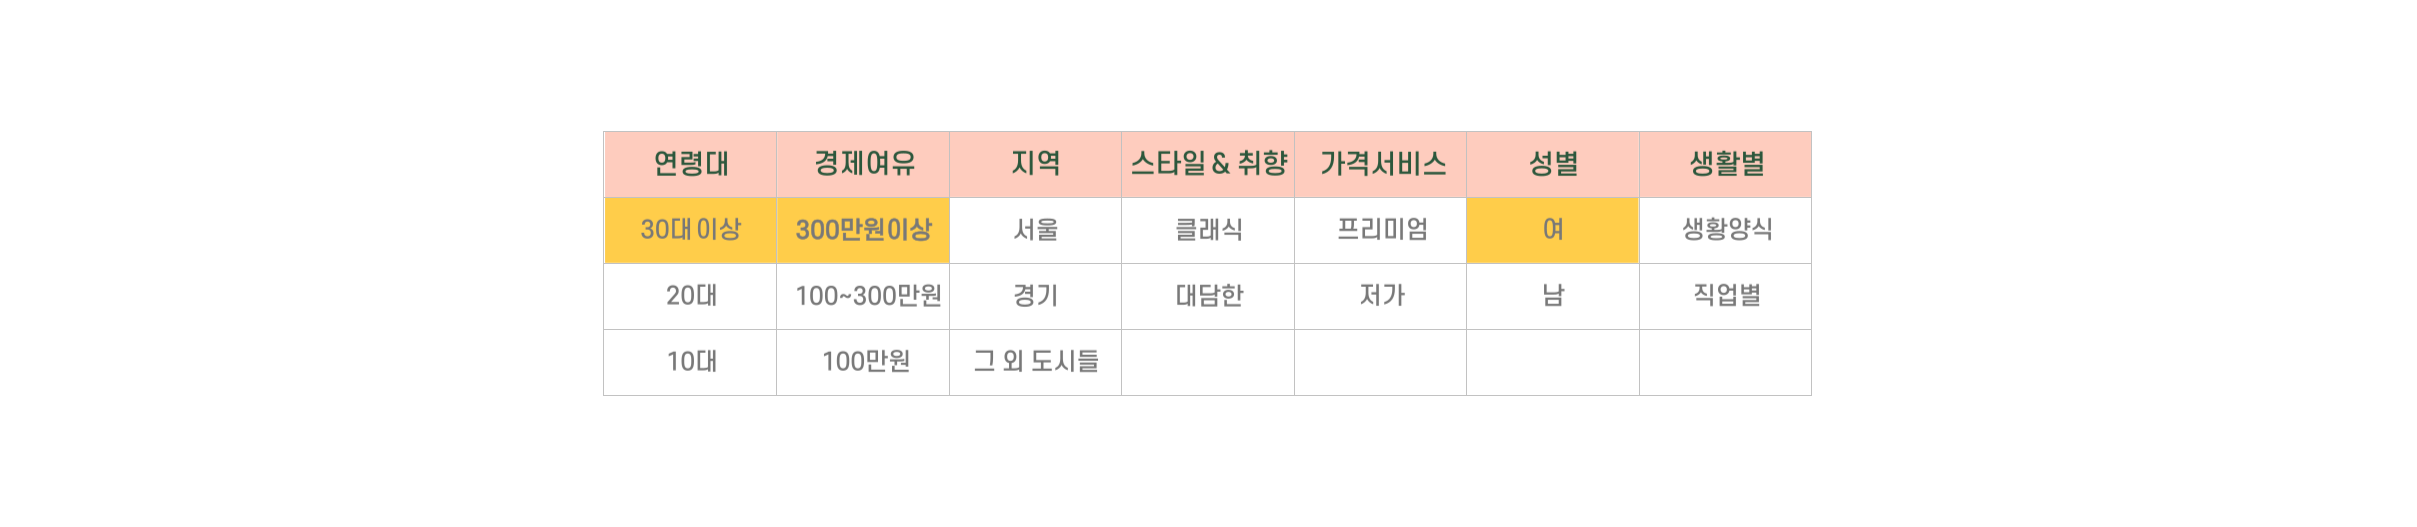 연령대 경제여유 지역 스타일 & 취향 가격서비스 성별 생활별
30대 이상 300만원이상 서울 클래식 프리미엄 여 생황양식
20대 100~300만원 경기 대담한 저가 남 직업별
10대 100만원 그 외 도시들